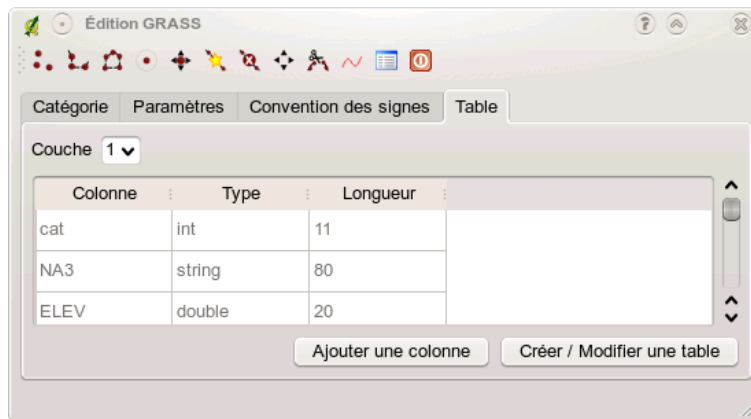 Édition GRASS
Catégorie Paramètres Convention des signes Table
Couche 1
Colonne Type Longueur
cat int 11
NA3 string 80
ELEV double 20
Ajouter une colonne Créer / Modifier une table